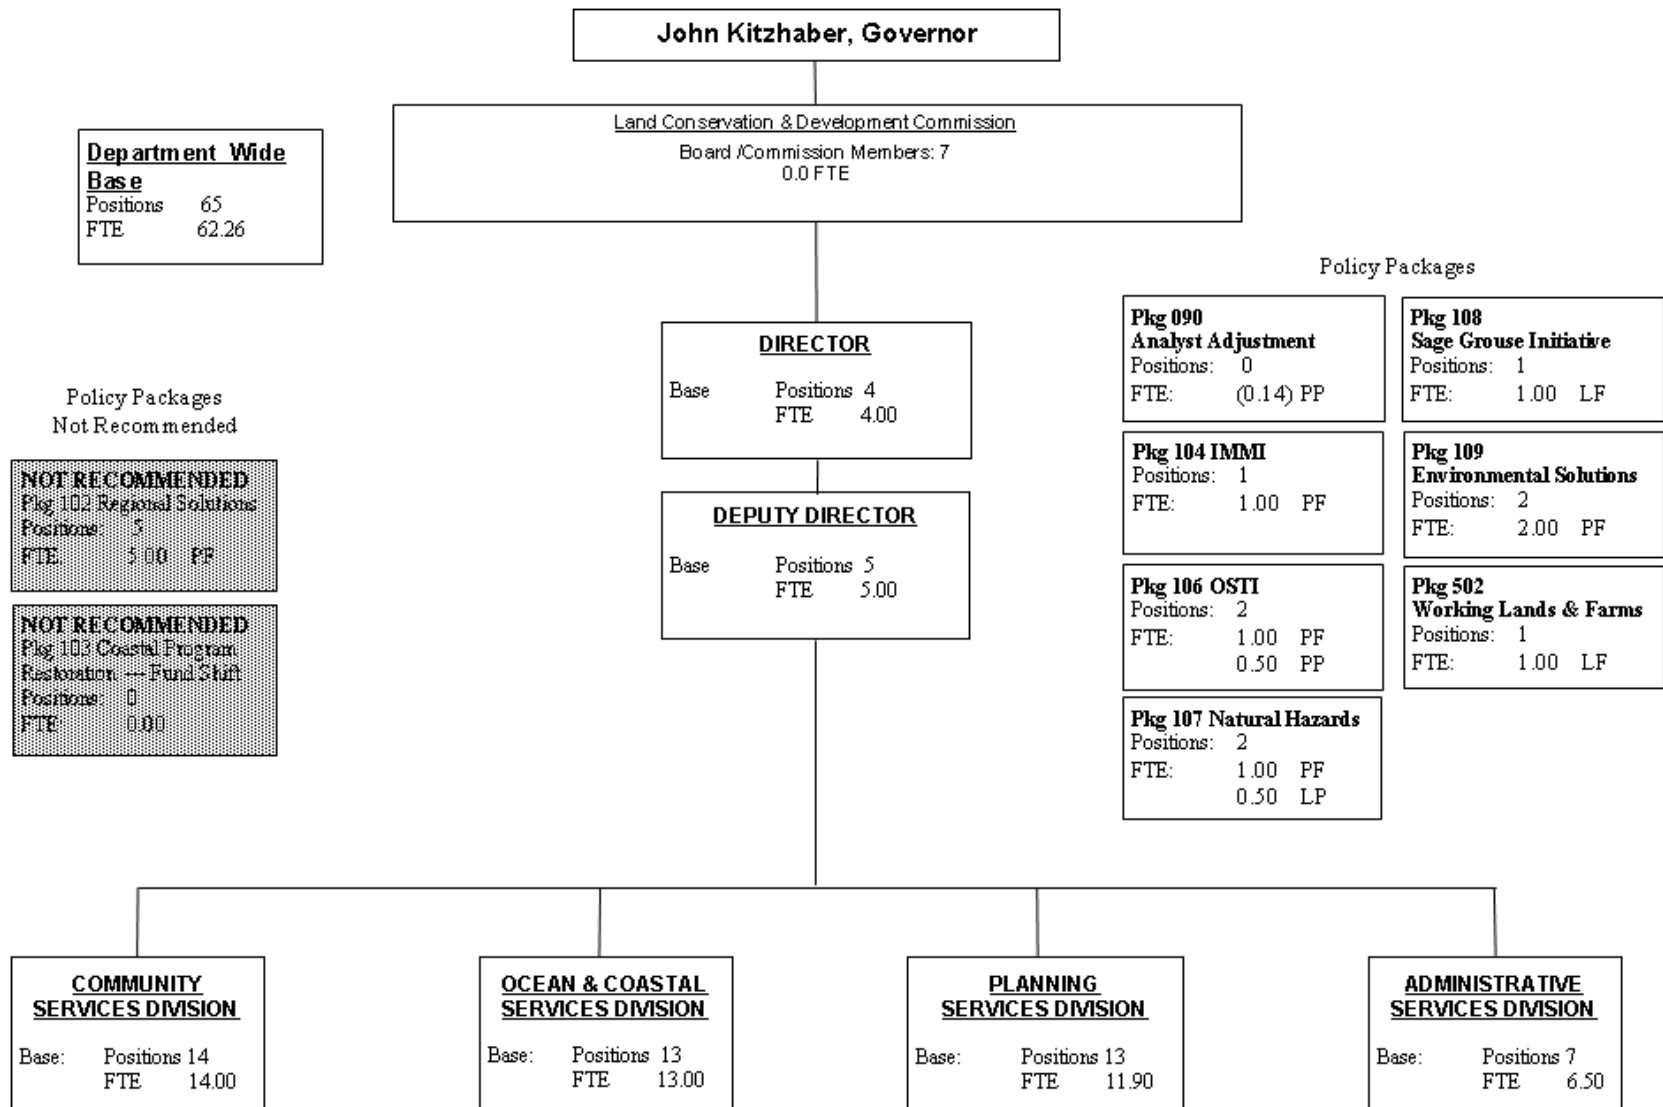 John Kitzhaber, Governor
Land Conservation & Development Commission
Board /Commission Members: 7
0.0 FTE
Department Wide
Base
Positions 65
FTE 62.26
Policy Packages
Not Recommended
NOT RECOMMENDED
Pkg 102 Regional Solutions
Positions: 5
FTE: 5.00 PF
NOT RECOMMENDED
Pkg 103 Coastal Program
Restoration --- Fund Shift
Positions: 0
FTE 0.00
DIRECTOR
Base Positions 4
FTE 4.00
DEPUTY DIRECTOR
Base Positions 5
FTE 5.00
Policy Packages
Pkg 090
Analyst Adjustment
Positions: 0
FTE: (0.14) PP
Pkg 108
Sage Grouse Initiative
Positions: 1
FTE: 1.00 LF
Pkg 104 IMMI
Positions: 1
FTE: 1.00 PF
Pkg 109
Environmental Solutions
Positions: 2
FTE: 2.00 PF
Pkg 106 OSTI
Positions: 2
FTE: 1.00 PF
0.50 PP
Pkg 502
Working Lands & Farms
Positions: 1
FTE: 1.00 LF
Pkg 107 Natural Hazards
Positions: 2
FTE: 1.00 PF
0.50 LP
COMMUNITY
SERVICES DIVISION
Base: Positions 14
FTE 14.00
OCEAN & COASTAL
SERVICES DIVISION
Base: Positions 13
FTE 13.00
PLANNING
SERVICES DIVISION
Base: Positions 13
FTE 11.90
ADMINISTRATIVE
SERVICES DIVISION
Base: Positions 7
FTE 6.50